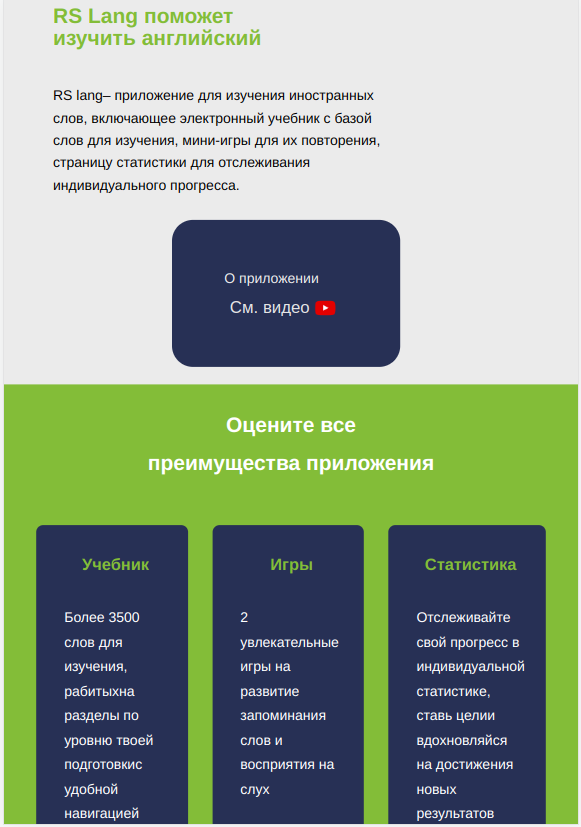 RS Lang поможет
изучить английский
RS lang– приложение для изучения иностранных
слов, включающее электронный учебник с базой
слов для изучения, мини-игры для их повторения,
страницу статистики для отслеживания
индивидуального прогресса.
О приложении
См. видео
Оцените все
преимущества приложения
Учебник
Более 3500
слов для
изучения,
рабитыхна
разделы по
уровню твоей
подготовкис
удобной
навигацией
Игры
2
увлекательные
игры на
развитие
запоминания
слов и
восприятия на
слух
Статистика
Отслеживайте
свой прогресс в
индивидуальной
статистике,
ставь целии
вдохновляйся
на достижения
новых
результатов